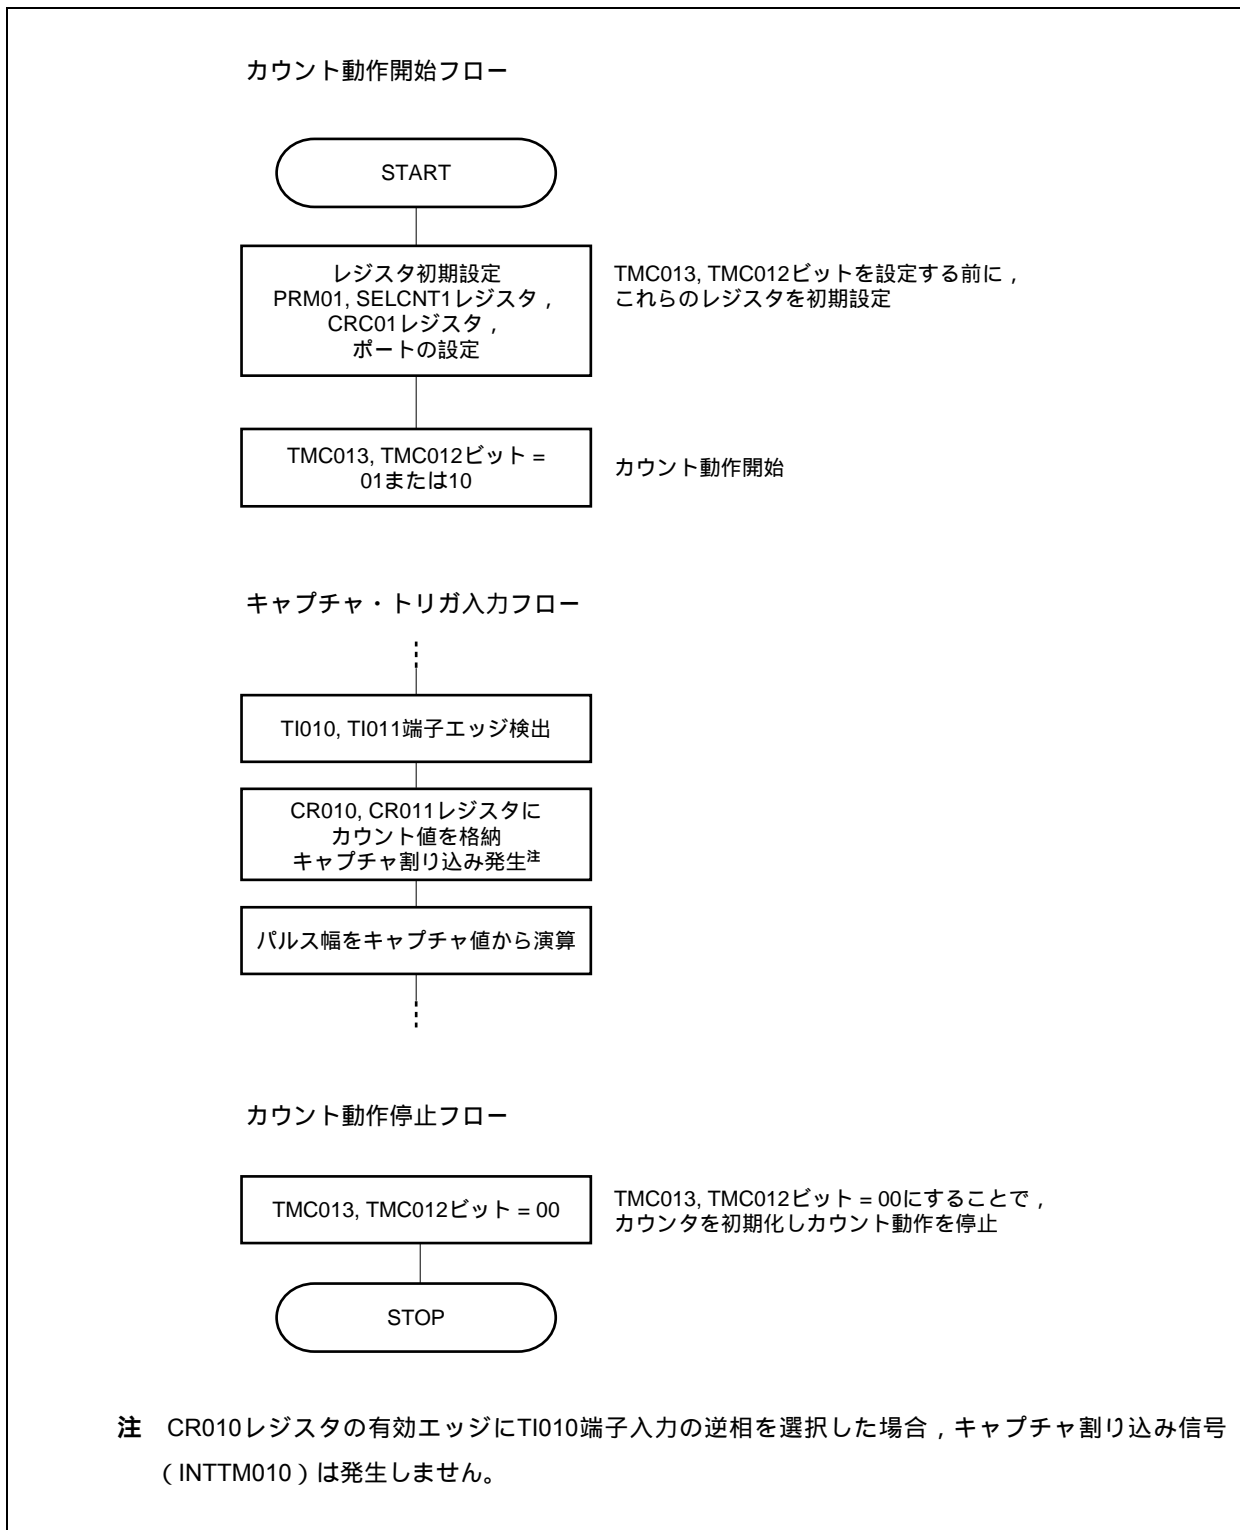 カウント動作開始フロー
START
レジスタ初期設定
PRM01, SELCNT1レジスタ，
CRC01レジスタ，
ポートの設定
TMC013, TMC012ビットを設定する前に，
これらのレジスタを初期設定
TMC013, TMC012ビット =
01または10
カウント動作開始
キャプチャ・トリガ入力フロー
TI010, TI011端子エッジ検出
CR010, CR011レジスタに
カウント値を格納
キャプチャ割り込み発生注
パルス幅をキャプチャ値から演算
カウント動作停止フロー
TMC013, TMC012ビット = 00
TMC013, TMC012ビット = 00にすることで，
カウンタを初期化しカウント動作を停止
STOP
注　CR010レジスタの有効エッジにTI010端子入力の逆相を選択した場合，キャプチャ割り込み信号
（INTTM010）は発生しません。